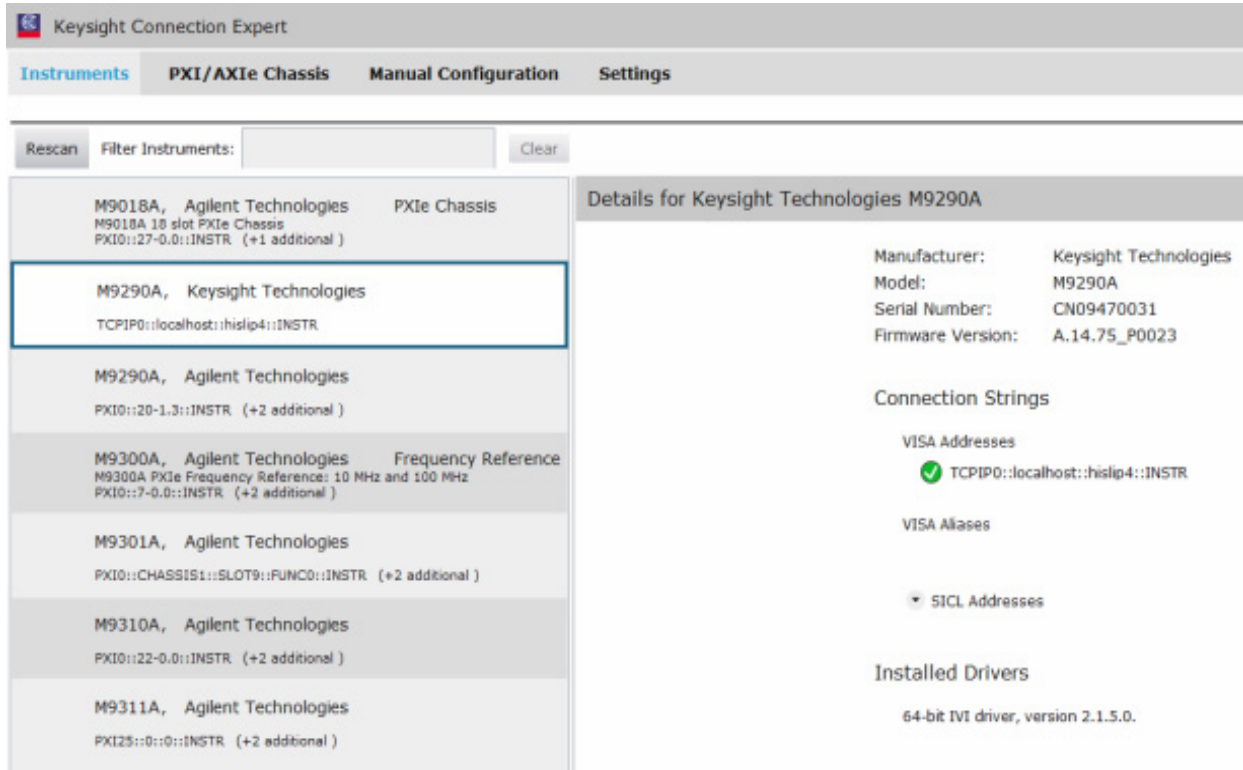 Keysight Connection Expert
Instruments PXI/AXIe Chassis Manual Configuration Settings
Rescan Filter Instruments: Clear
M9018A, Agilent Technologies PXIe Chassis
M9018A 18 slot PXIe Chassis
PXI0::27-0.0::INSTR (+1 additional )
M9290A, Keysight Technologies
TCPIP0::localhost::hislip4::INSTR
M9290A, Agilent Technologies
PXI0::20-1.3::INSTR (+2 additional )
M9300A, Agilent Technologies Frequency Reference
M9300A PXIe Frequency Reference: 10 MHz and 100 MHz
PXI0::7-0.0::INSTR (+2 additional )
M9301A, Agilent Technologies
PXI0::CHASSIS1::SLOT9::FUNC0::INSTR (+2 additional )
M9310A, Agilent Technologies
PXI0::22-0.0::INSTR (+2 additional )
M9311A, Agilent Technologies
PXI25::0::0::INSTR (+2 additional )
Details for Keysight Technologies M9290A
Manufacturer: Keysight Technologies
Model: M9290A
Serial Number: CN09470031
Firmware Version: A.14.75_P0023
Connection Strings
VISA Addresses
TCPIP0::localhost::hislip4::INSTR
VISA Aliases
SICL Addresses
Installed Drivers
64-bit IVI driver, version 2.1.5.0.